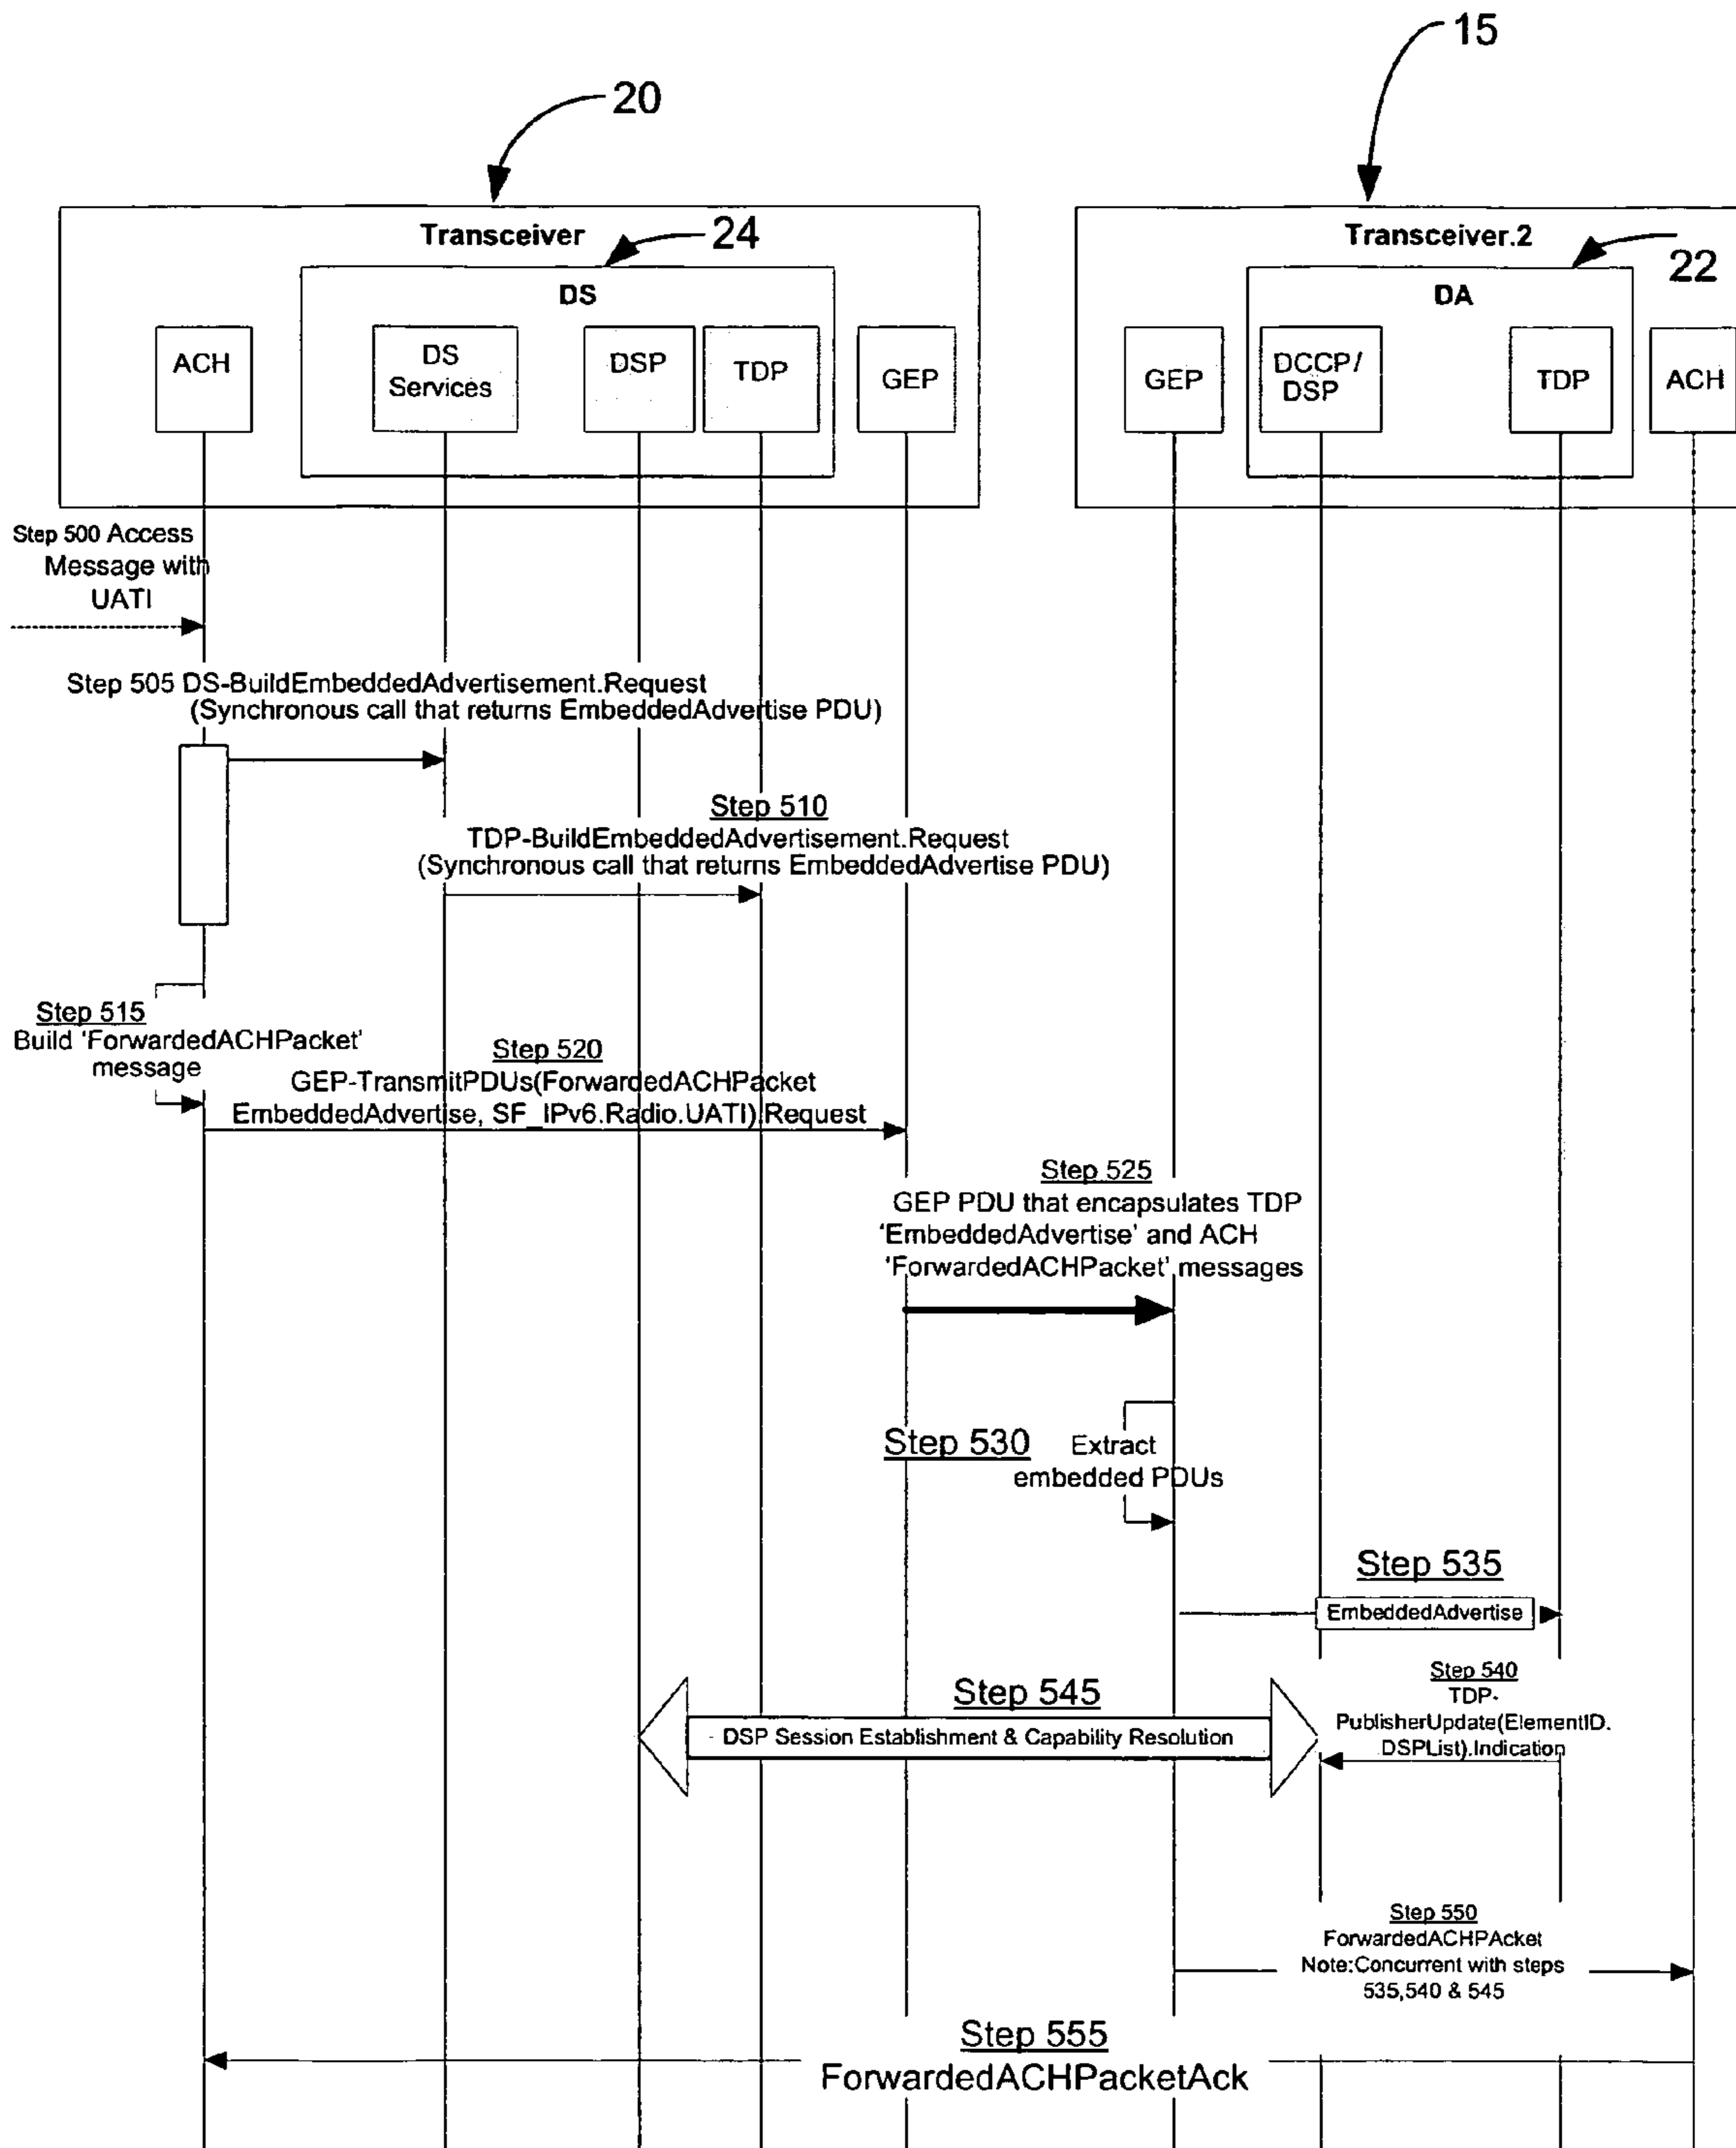 15
20
Transceiver
24
Transceiver.2
22
DS
DA
ACH
DS
Services
DSP
TDP
GEP
GEP
DCCP/
DSP
TDP
ACH
Step 500 Access
Message with
UATI
Step 505 DS-BuildEmbeddedAdvertisement.Request
(Synchronous call that returns EmbeddedAdvertise PDU)
Step 510
TDP-BuildEmbeddedAdvertisement.Request
(Synchronous call that returns EmbeddedAdvertise PDU)
Step 515
Build ‘ForwardedACHPacket’
message
Step 520
GEP-TransmitPDUs(ForwardedACHPacket
EmbeddedAdvertise, SF_IPv6.Radio.UATI).Request
Step 525
GEP PDU that encapsulates TDP
‘EmbeddedAdvertise’ and ACH
‘ForwardedACHPacket’ messages
Step 530
Extract
embedded PDUs
Step 535
EmbeddedAdvertise
Step 540
TDP-
PublisherUpdate(ElementID.
DSPList).Indication
Step 545
DSP Session Establishment & Capability Resolution
Step 550
ForwardedACHPAcket
Note:Concurrent with steps
535,540 & 545
Step 555
ForwardedACHPacketAck